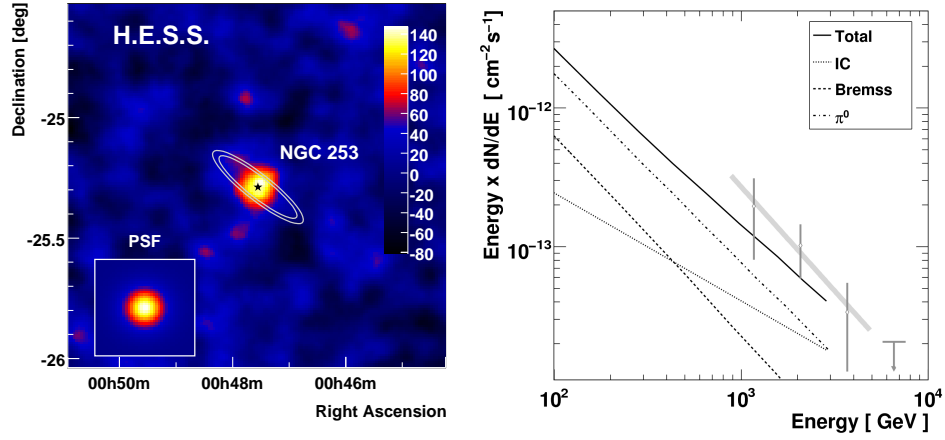 H.E.S.S.
NGC 253
PSF
Declination [deg]
-25
-25.5
-26
140
120
100
80
60
40
20
0
-20
-40
-60
-80
00h50m
00h48m
00h46m
Right Ascension
Energy x dN/dE [ cm⁻²s⁻¹]
10⁻¹²
10⁻¹³
Total
IC
Bremss
π⁰
10²
10³
10⁴
Energy [ GeV]